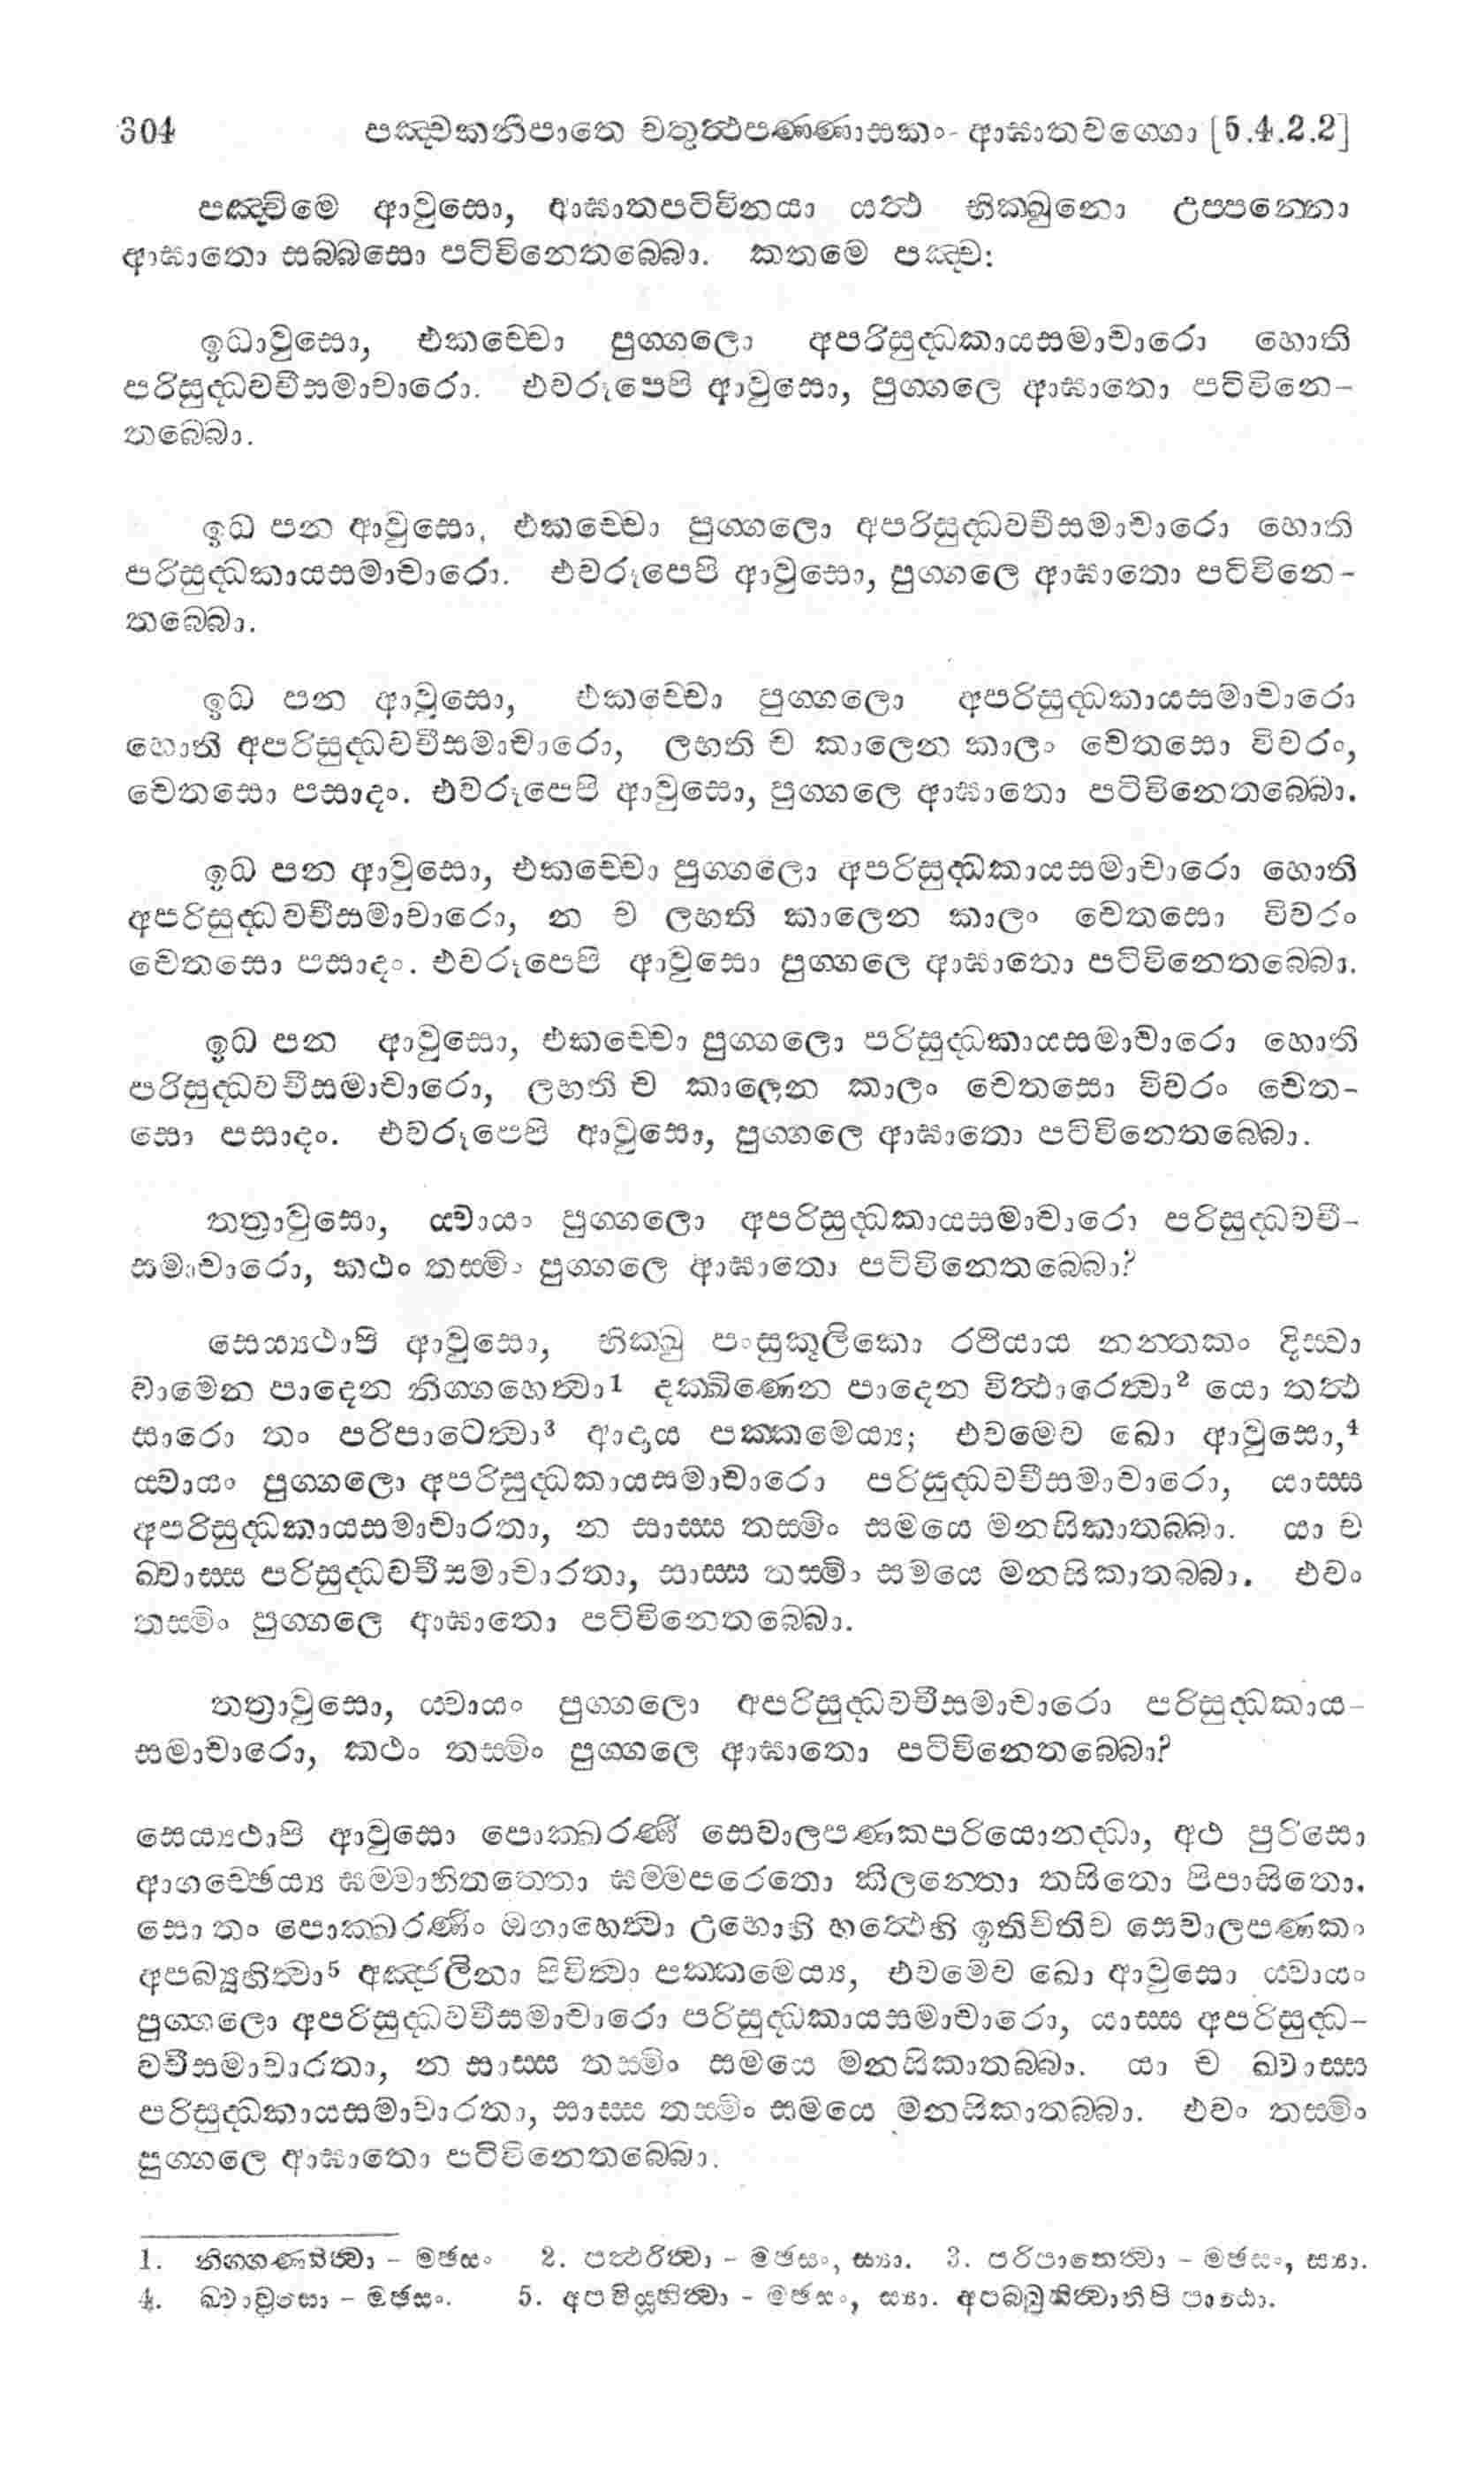 304 පඤ්චකනිපාතෙ චතුත්‍ථපණ්ණාසකං- ආඝාතවග්ගො [5.4.2.2]
පඤ්චිමෙ ආවුසො, ආඝාතපටිවිනයා යත්‍ථ භික්ඛුනො උප්පන්නො
ආඝාතො සබ්බසො පටිවිනෙතබ්බො. කතමෙ පඤ්ච:
ඉධාවුසො, එකච්චො පුග්ගලො අපරිසුද්ධකායසමාචාරො හොති
පරිසුද්ධවචීසමාචාරො. එවරූපෙපි ආවුසො, පුග්ගලෙ ආඝාතො පටිවිනෙ-
තබ්බො.
ඉධ පන ආවුසො, එකච්චො පුග්ගලො අපරිසුද්ධවචීසමාචාරො හොති
පරිසුද්ධකායසමාචාරො. එවරූපෙපි ආවුසො, පුග්ගලෙ ආඝාතො පටිවිනෙ-
තබ්බො.
ඉධ පන ආවුසො, එකච්චො පුග්ගලො අපරිසුද්ධකායසමාචාරො
හොති අපරිසුද්ධවචීසමාචාරො, ලභති ච කාලෙන කාලං චෙතසො විවරං,
චෙතසො පසාදං. එවරූපෙපි ආවුසො, පුග්ගලෙ ආඝාතො පටිවිනෙතබ්බො.
ඉධ පන ආවුසො, එකච්චො පුග්ගලො අපරිසුද්ධකායසමාචාරො හොති
අපරිසුද්ධවචීසමාචාරො, න ච ලභති කාලෙන කාලං චෙතසො විවරං
චෙතසො පසාදං. එවරූපෙපි ආවුසො පුග්ගලෙ ආඝාතො පටිවිනෙතබ්බො.
ඉධ පන ආවුසො, එකච්චො පුග්ගලො පරිසුද්ධකායසමාචාරො හොති
පරිසුද්ධවචීසමාචාරො, ලභති ච කාලෙන කාලං චෙතසො විවරං චෙත-
සො පසාදං. එවරූපෙපි ආවුසො, පුග්ගලෙ ආඝාතො පටිවිනෙතබ්බො.
තත්‍රාවුසො, ය්වායං පුග්ගලො අපරිසුද්ධකායසමාචාරො පරිසුද්ධවචී-
සමාචාරො, කථං තස්මිං පුග්ගලෙ ආඝාතො පටිවිනෙතබ්බො?
සෙය්‍යථාපි ආවුසො, භික්ඛු පංසුකූලිකො රථියාය නන්තකං දිස්වා
වාමෙන පාදෙන නිග්ගහෙත්‍වා¹ දක්ඛිණෙන පාදෙන විත්‍ථාරෙත්‍වා² යො තත්‍ථ
සාරො තං පරිපාටෙත්‍වා³ ආදාය පක්කමෙය්‍ය; එවමෙව ඛො ආවුසො,⁴
ය්වායං පුග්ගලො අපරිසුද්ධකායසමාචාරො පරිසුද්ධවචීසමාචාරො, යාස්ස
අපරිසුද්ධකායසමාචාරතා, න සාස්ස තස්මිං සමයෙ මනසිකාතබ්බා. යා ච
ඛ්වාස්ස පරිසුද්ධවචීසමාචාරතා, සාස්ස තස්මිං සමයෙ මනසිකාතබ්බා. එවං
තස්මිං පුග්ගලෙ ආඝාතො පටිවිනෙතබ්බො.
තත්‍රාවුසො, ය්වායං පුග්ගලො අපරිසුද්ධවචීසමාචාරො පරිසුද්ධකාය-
සමාචාරො, කථං තස්මිං පුග්ගලෙ ආඝාතො පටිවිනෙතබ්බො?
සෙය්‍යථාපි ආවුසො පොක්ඛරණී සෙවාලපණකපරියොනද්ධා, අථ පුරිසො
ආගච්ඡෙය්‍ය ඝම්මාභිතත්තො ඝම්මපරෙතො කිලන්තො තසිතො පිපාසිතො.
සො තං පොක්ඛරණිං ඔගාහෙත්‍වා උභොහි හත්‍ථෙහි ඉතිචිතිච සෙවාලපණකං
අපබ්‍යූහිත්‍වා⁵ අඤ්ජලිනා පිවිත්‍වා පක්කමෙය්‍ය, එවමෙව ඛො ආවුසො ය්වායං
පුග්ගලො අපරිසුද්ධවචීසමාචාරො පරිසුද්ධකායසමාචාරො, යාස්ස අපරිසුද්ධ-
වචීසමාචාරතා, න සාස්ස තස්මිං සමයෙ මනසිකාතබ්බා. යා ච ඛ්වාස්ස
පරිසුද්ධකායසමාචාරතා, සාස්ස තස්මිං සමයෙ මනසිකාතබ්බා. එවං තස්මිං
පුග්ගලෙ ආඝාතො පටිවිනෙතබ්බො.
1. නිග්ගණ්හිත්‍වා - මඡසං 2. පත්‍ථරිත්‍වා - මඡසං, ස්‍යා. 3. පරිපාතෙත්‍වා - මඡසං, ස්‍යා.
4. ඛ්වාවුසො - මඡසං. 5. අපවියූහිත්‍වා - මඡසං, ස්‍යා. අපබ්බුහිත්‍වාතිපි පාඨො.